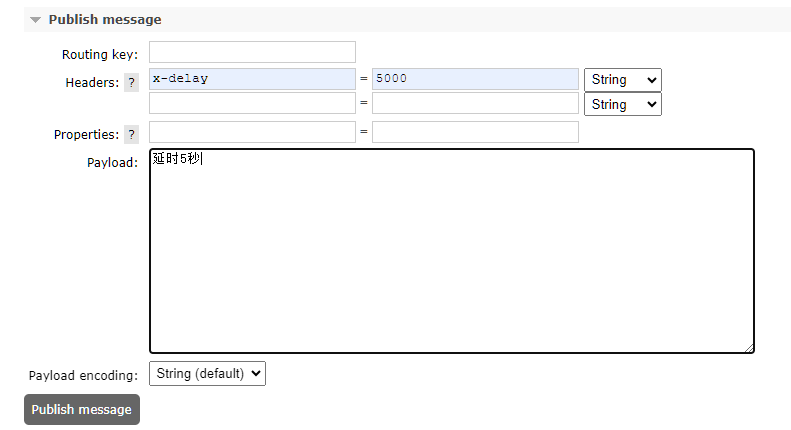 Publish message
Routing key:
Headers: ? x-delay = 5000 String
= String
Properties: ? =
Payload: 延时5秒
Payload encoding: String (default)
Publish message